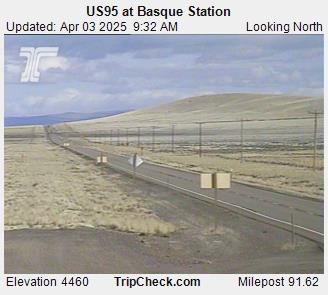 US95 at Basque Station
Updated: Apr 03 2025 9:32 AM Looking North
Elevation 4460 TripCheck.com Milepost 91.62